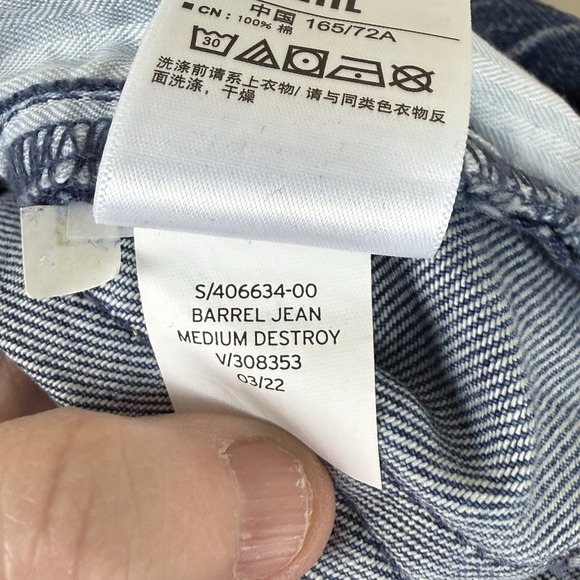 中国 165/72A
■ CN: 100% 棉
30
洗涤前请系上衣物/ 请与同类色衣物反
面洗涤，干燥
S/406634-00
BARREL JEAN
MEDIUM DESTROY
V/308353
03/22